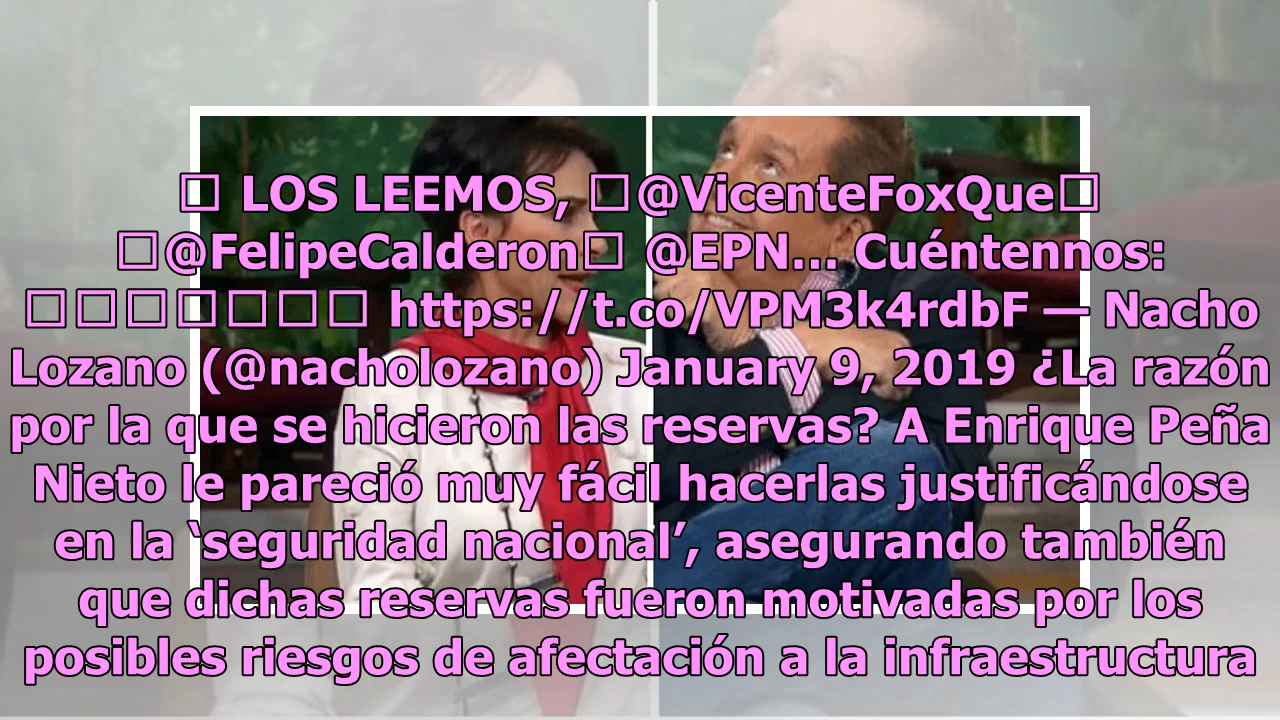 □ LOS LEEMOS, □@VicenteFoxQue□
□@FelipeCalderon□ @EPN... Cuéntennos:
□□□□□□□ https://t.co/VPM3k4rdbF — Nacho
Lozano (@nacholozano) January 9, 2019 ¿La razón
por la que se hicieron las reservas? A Enrique Peña
Nieto le pareció muy fácil hacerlas justificándose
en la ‘seguridad nacional’, asegurando también
que dichas reservas fueron motivadas por los
posibles riesgos de afectación a la infraestructura